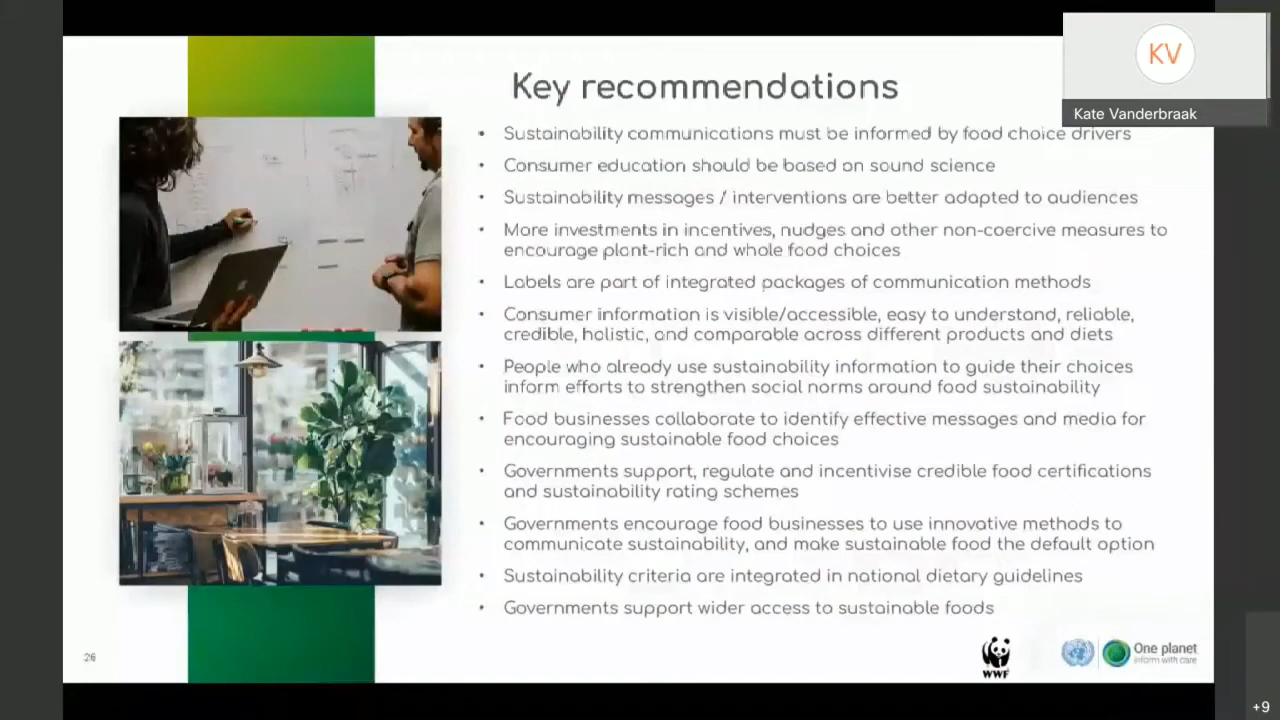 KV
Kate Vanderbraak
Key recommendations
• Sustainability communications must be informed by food choice drivers
• Consumer education should be based on sound science
• Sustainability messages / interventions are better adapted to audiences
• More investments in incentives, nudges and other non-coercive measures to
encourage plant-rich and whole food choices
• Labels are part of integrated packages of communication methods
• Consumer information is visible/accessible, easy to understand, reliable,
credible, holistic, and comparable across different products and diets
• People who already use sustainability information to guide their choices
inform efforts to strengthen social norms around food sustainability
• Food businesses collaborate to identify effective messages and media for
encouraging sustainable food choices
• Governments support, regulate and incentivise credible food certifications
and sustainability rating schemes
• Governments encourage food businesses to use innovative methods to
communicate sustainability, and make sustainable food the default option
• Sustainability criteria are integrated in national dietary guidelines
• Governments support wider access to sustainable foods
26
WWF
One planet
inform with care
+9